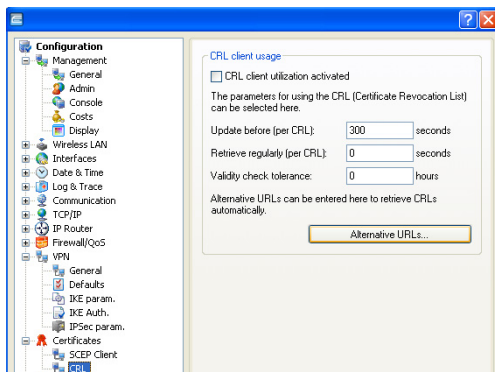 Configuration
Management
General
Admin
Console
Costs
Display
Wireless LAN
Interfaces
Date & Time
Log & Trace
Communication
TCP/IP
IP Router
Firewall/QoS
VPN
General
Defaults
IKE param.
IKE Auth.
IPSec param.
Certificates
SCEP Client
CRL
CRL client usage
CRL client utilization activated
The parameters for using the CRL (Certificate Revocation List)
can be selected here.
Update before (per CRL): 300 seconds
Retrieve regularly (per CRL): 0 seconds
Validity check tolerance: 0 hours
Alternative URLs can be entered here to retrieve CRLs
automatically.
Alternative URLs...